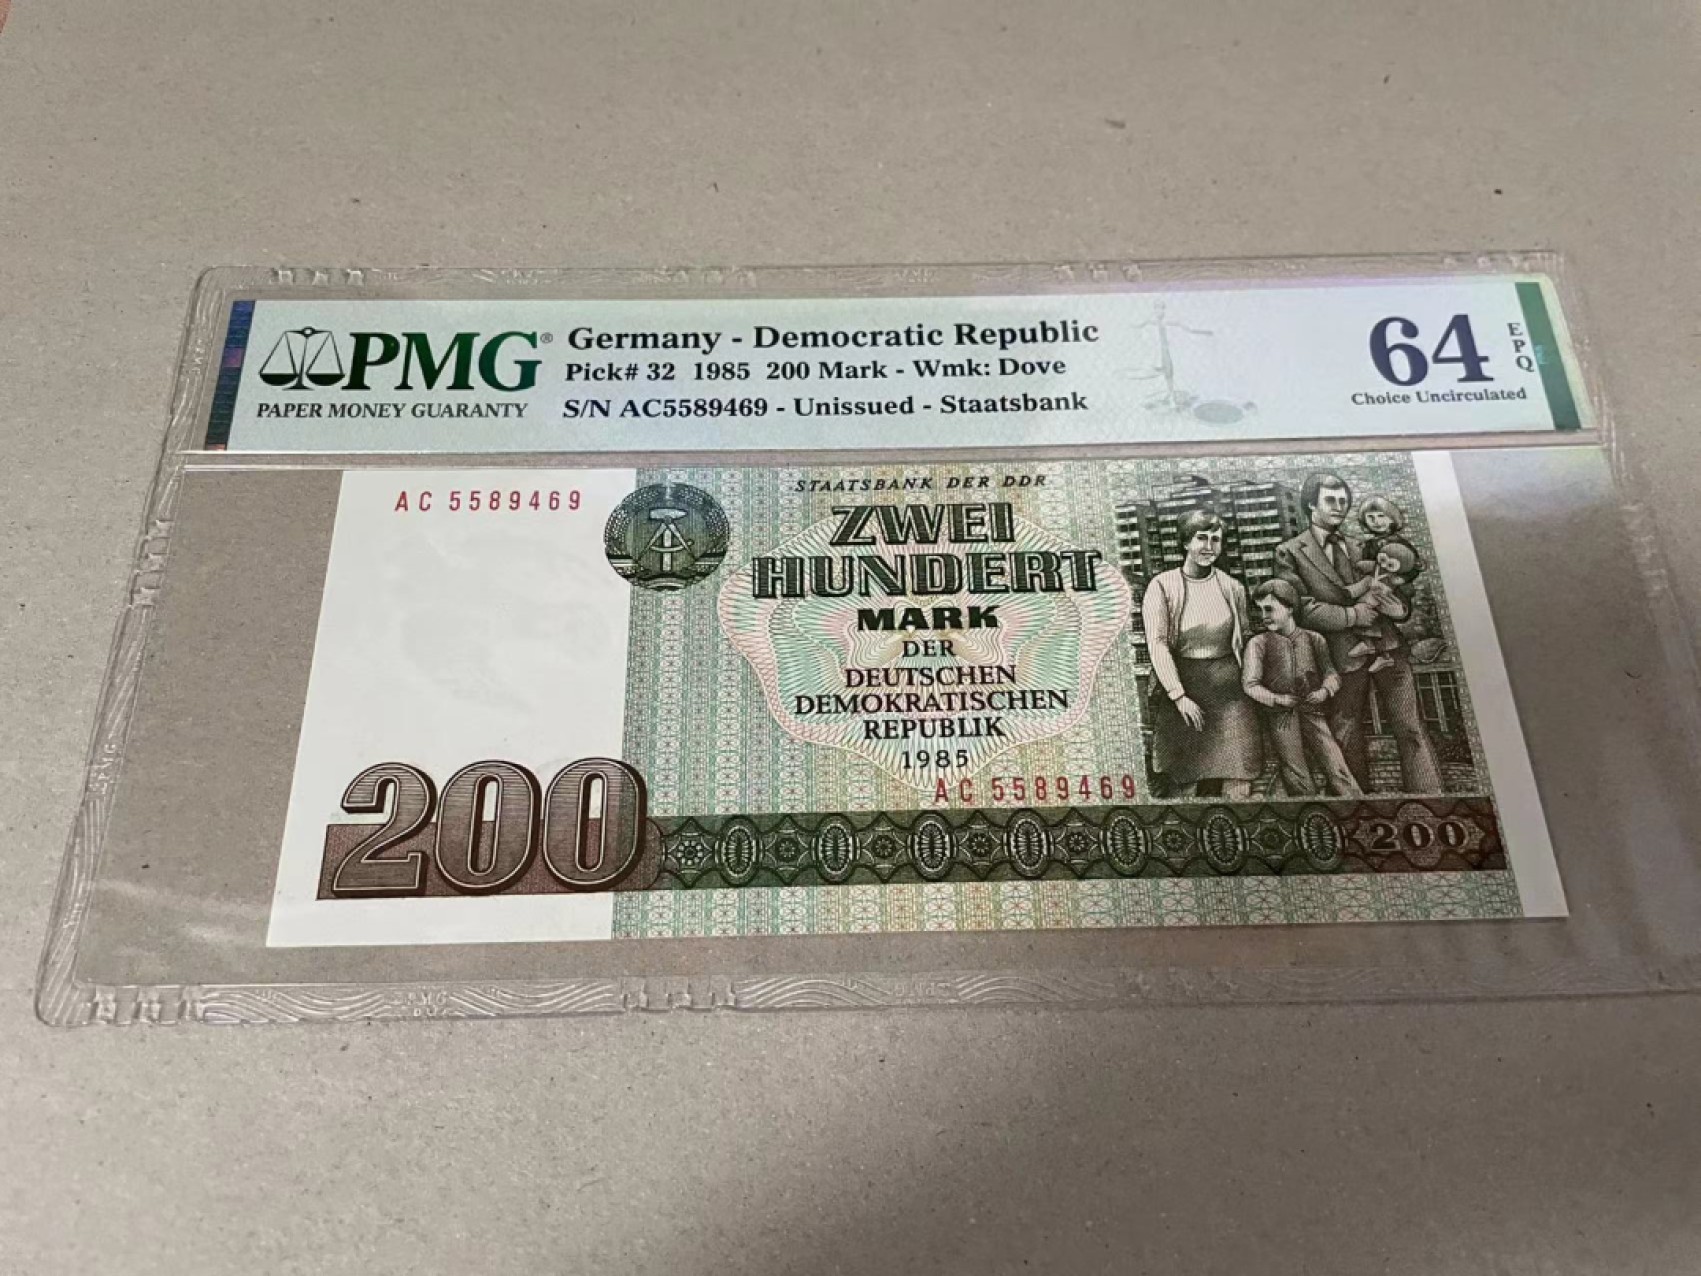 PMG®
PAPER MONEY GUARANTY
Germany - Democratic Republic
Pick# 32 1985 200 Mark - Wmk: Dove
S/N AC5589469 - Unissued - Staatsbank
64
EPQ
Choice Uncirculated
AC 5589469
STAATSBANK DER DDR
ZWEI
HUNDERT
MARK
DER
DEUTSCHEN
DEMOKRATISCHEN
REPUBLIK
1985
AC 5589469
200
200